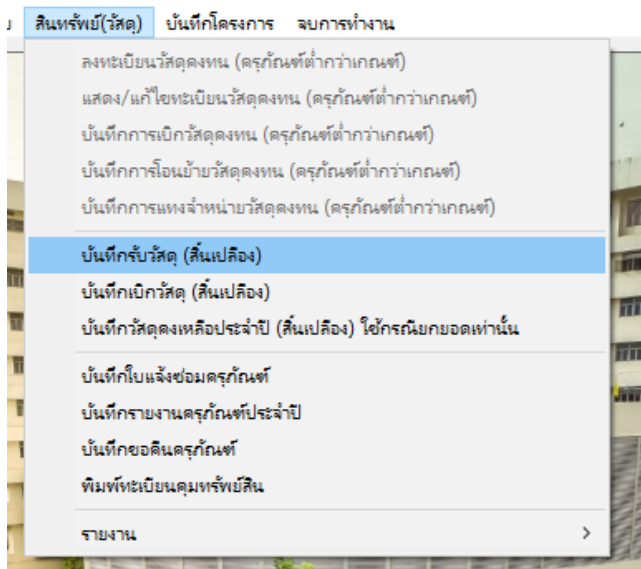 สินทรัพย์(วัสดุ) บันทึกโครงการ จบการทำงาน
ลงทะเบียนวัสดุคงทน (ครุภัณฑ์ต่ำกว่าเกณฑ์)
แสดง/แก้ไขทะเบียนวัสดุคงทน (ครุภัณฑ์ต่ำกว่าเกณฑ์)
บันทึกการเบิกวัสดุคงทน (ครุภัณฑ์ต่ำกว่าเกณฑ์)
บันทึกการโอนย้ายวัสดุคงทน (ครุภัณฑ์ต่ำกว่าเกณฑ์)
บันทึกการแทงจำหน่ายวัสดุคงทน (ครุภัณฑ์ต่ำกว่าเกณฑ์)
บันทึกรับวัสดุ (สิ้นเปลือง)
บันทึกเบิกวัสดุ (สิ้นเปลือง)
บันทึกวัสดุคงเหลือประจำปี (สิ้นเปลือง) ใช้กรณียกยอดเท่านั้น
บันทึกใบแจ้งซ่อมครุภัณฑ์
บันทึกรายงานครุภัณฑ์ประจำปี
บันทึกขอคืนครุภัณฑ์
พิมพ์ทะเบียนคุมทรัพย์สิน
รายงาน